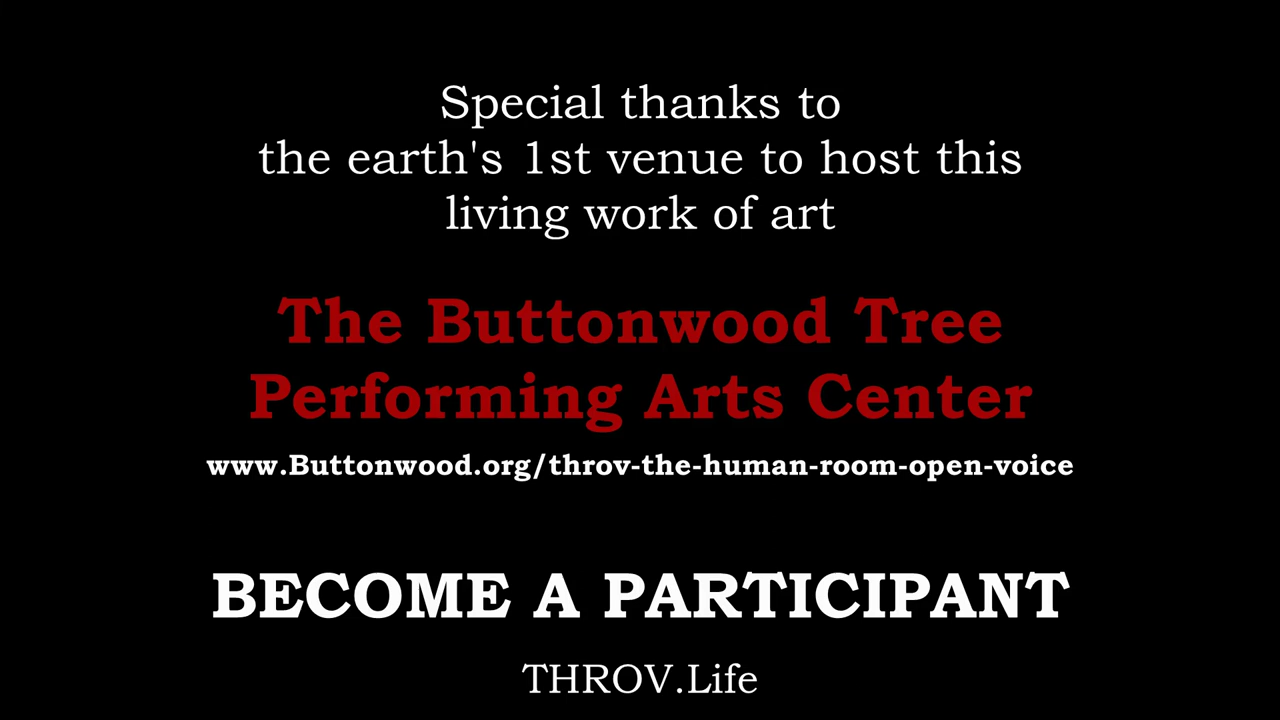 Special thanks to
the earth's 1st venue to host this
living work of art
The Buttonwood Tree
Performing Arts Center
www.Buttonwood.org/throv-the-human-room-open-voice
BECOME A PARTICIPANT
THROV.Life